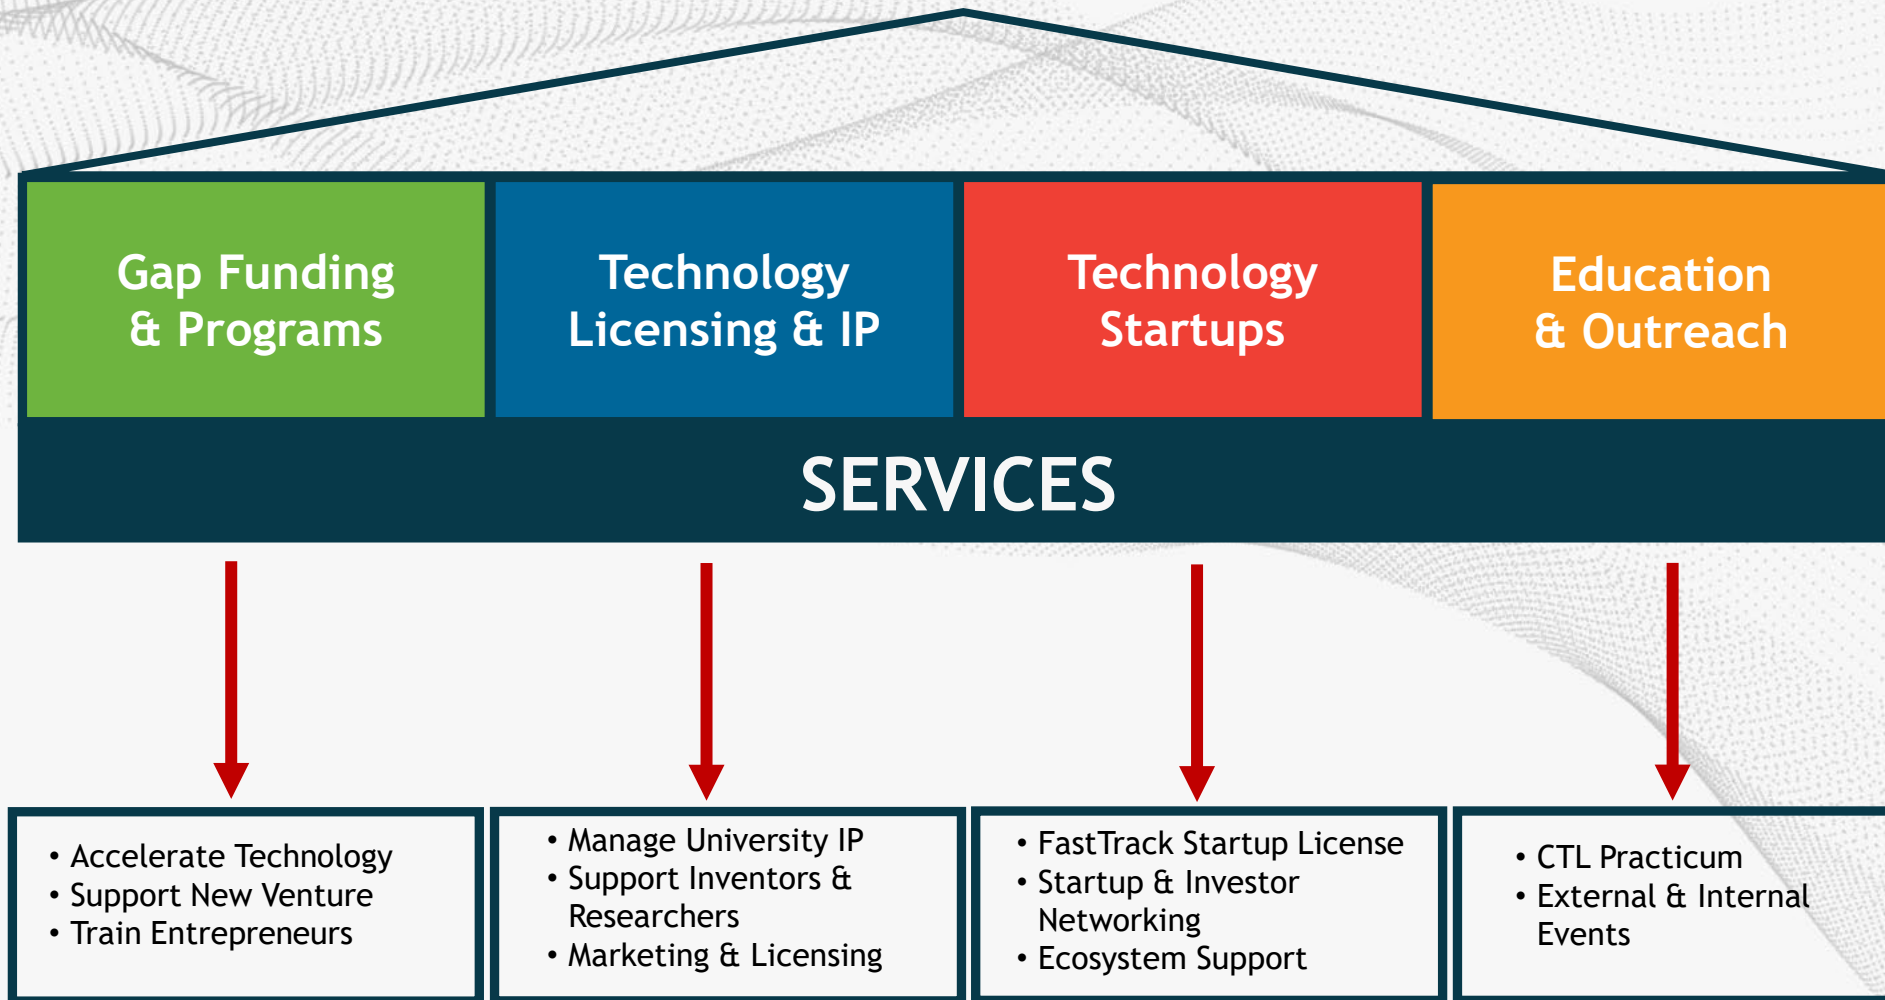 Gap Funding
& Programs
Technology
Licensing & IP
Technology
Startups
Education
& Outreach
SERVICES
• Accelerate Technology
• Support New Venture
• Train Entrepreneurs
• Manage University IP
• Support Inventors &
Researchers
• Marketing & Licensing
• FastTrack Startup License
• Startup & Investor
Networking
• Ecosystem Support
• CTL Practicum
• External & Internal
Events